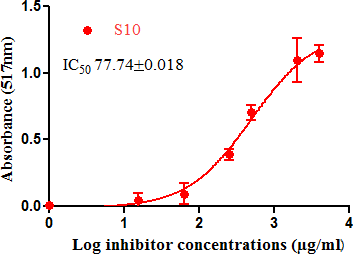 1.5
S10
IC50 77.74±0.018
1.0
0.5
0.0
0 1 2 3 4
Absorbance (517nm)
Log inhibitor concentrations (µg/ml)